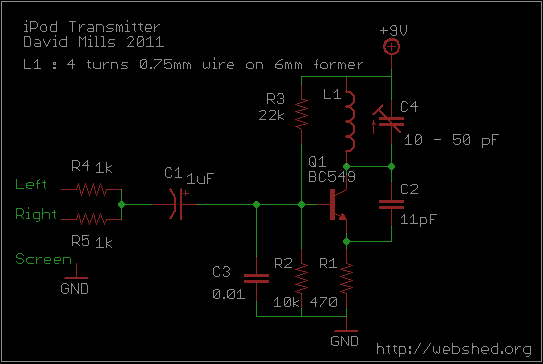 iPod Transmitter
David Mills 2011
L1 : 4 turns 0.75mm wire on 6mm former
+9V
R3
22k
L1
C4
10 - 50 pF
Q1
BC549
R4 1k
C1
+
1uF
C2
11pF
Left
Right
R5 1k
Screen
GND
C3
0.01
R2
10k
R1
470
GND
http://webshed.org